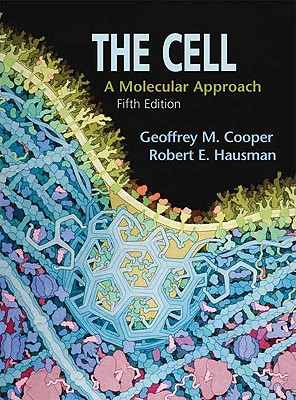 THE CELL
A Molecular Approach
Fifth Edition
Geoffrey M. Cooper
Robert E. Hausman